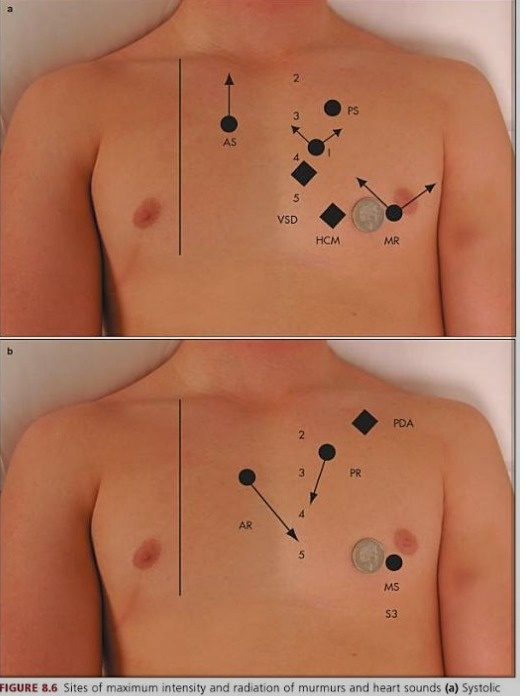 a
2
PS
3
AS
I
4
5
VSD
HCM
MR
b
2
PDA
3
PR
4
AR
5
MS
S3
FIGURE 8.6 Sites of maximum intensity and radiation of murmurs and heart sounds (a) Systolic